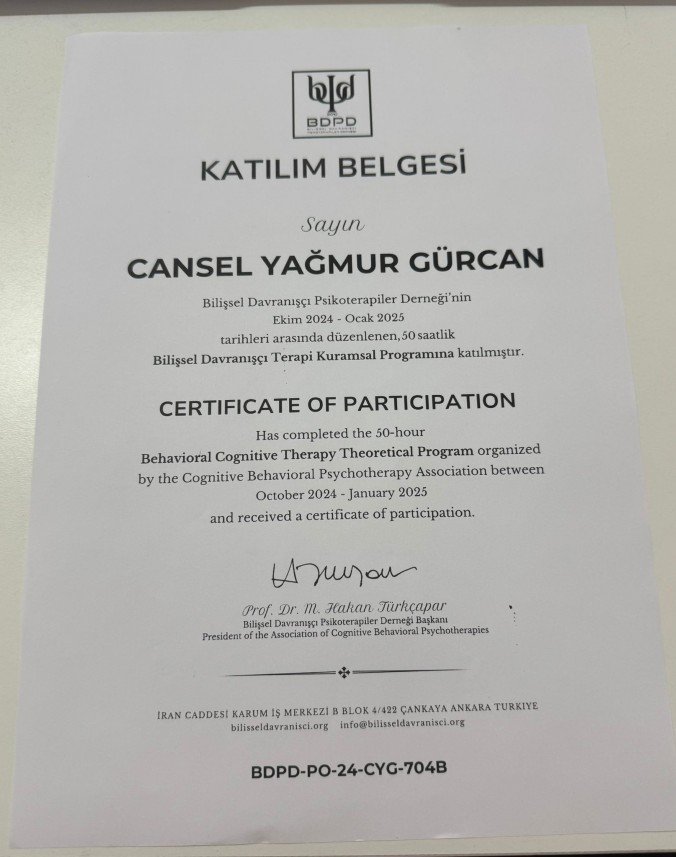 BDPD
KATILIM BELGESİ
Sayın
CANSEL YAĞMUR GÜRCAN
Bilişsel Davranışçı Psikoterapiler Derneği'nin
Ekim 2024 - Ocak 2025
tarihleri arasında düzenlenen, 50 saatlik
Bilişsel Davranışçı Terapi Kuramsal Programına katılmıştır.
CERTIFICATE OF PARTICIPATION
Has completed the 50-hour
Behavioral Cognitive Therapy Theoretical Program organized
by the Cognitive Behavioral Psychotherapy Association between
October 2024 - January 2025
and received a certificate of participation.
Prof. Dr. M. Hakan Türkçapar
Bilişsel Davranışçı Psikoterapiler Derneği Başkanı
President of the Association of Cognitive Behavioral Psychotherapies
İRAN CADDESİ KARUM İŞ MERKEZİ B BLOK 4/422 ÇANKAYA ANKARA TURKIYE
bilisseldavranisci.org info@bilisseldavranisci.org
BDPD-PO-24-CYG-704B